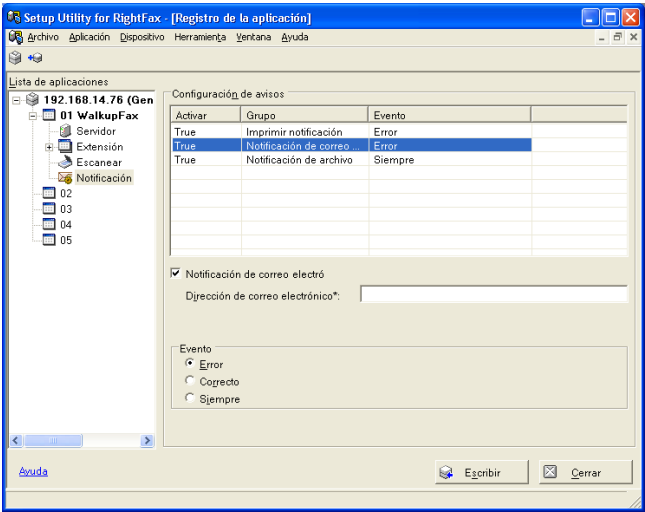 Setup Utility for RightFax - [Registro de la aplicación]
Archivo Aplicación Dispositivo Herramienta Ventana Ayuda
Lista de aplicaciones
192.168.14.76 (Gen
01 WalkupFax
Servidor
Extensión
Escanear
Notificación
02
03
04
05
Configuración de avisos
Activar Grupo Evento
True Imprimir notificación Error
True Notificación de correo ... Error
True Notificación de archivo Siempre
Notificación de correo electró
Dirección de correo electrónico*:
Evento
Error
Correcto
Siempre
Ayuda
Escribir
Cerrar